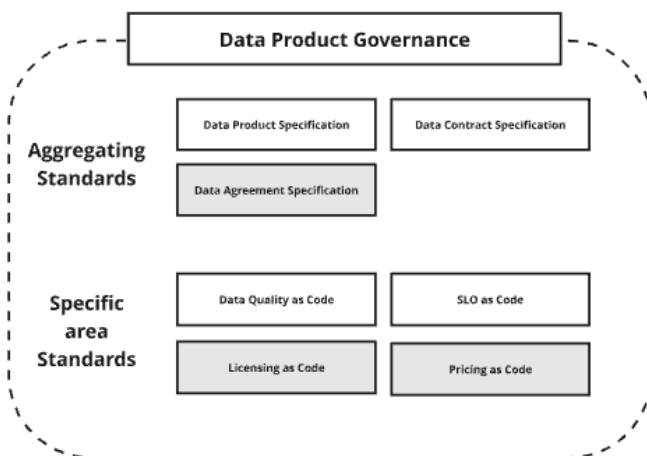 Data Product Governance
Aggregating
Standards
Data Product Specification
Data Contract Specification
Data Agreement Specification
Specific
area
Standards
Data Quality as Code
SLO as Code
Licensing as Code
Pricing as Code